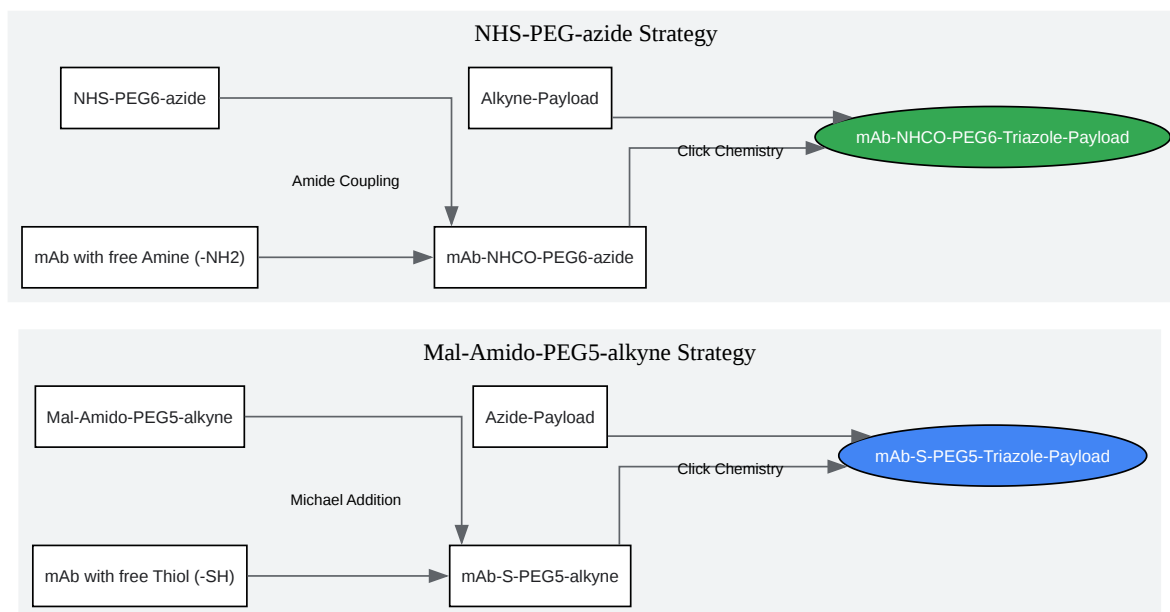 NHS-PEG-azide Strategy
NHS-PEG6-azide
Alkyne-Payload
mAb-NHCO-PEG6-Triazole-Payload
Click Chemistry
Amide Coupling
mAb with free Amine (-NH2)
mAb-NHCO-PEG6-azide
Mal-Amido-PEG5-alkyne Strategy
Mal-Amido-PEG5-alkyne
Azide-Payload
mAb-S-PEG5-Triazole-Payload
Click Chemistry
Michael Addition
mAb with free Thiol (-SH)
mAb-S-PEG5-alkyne